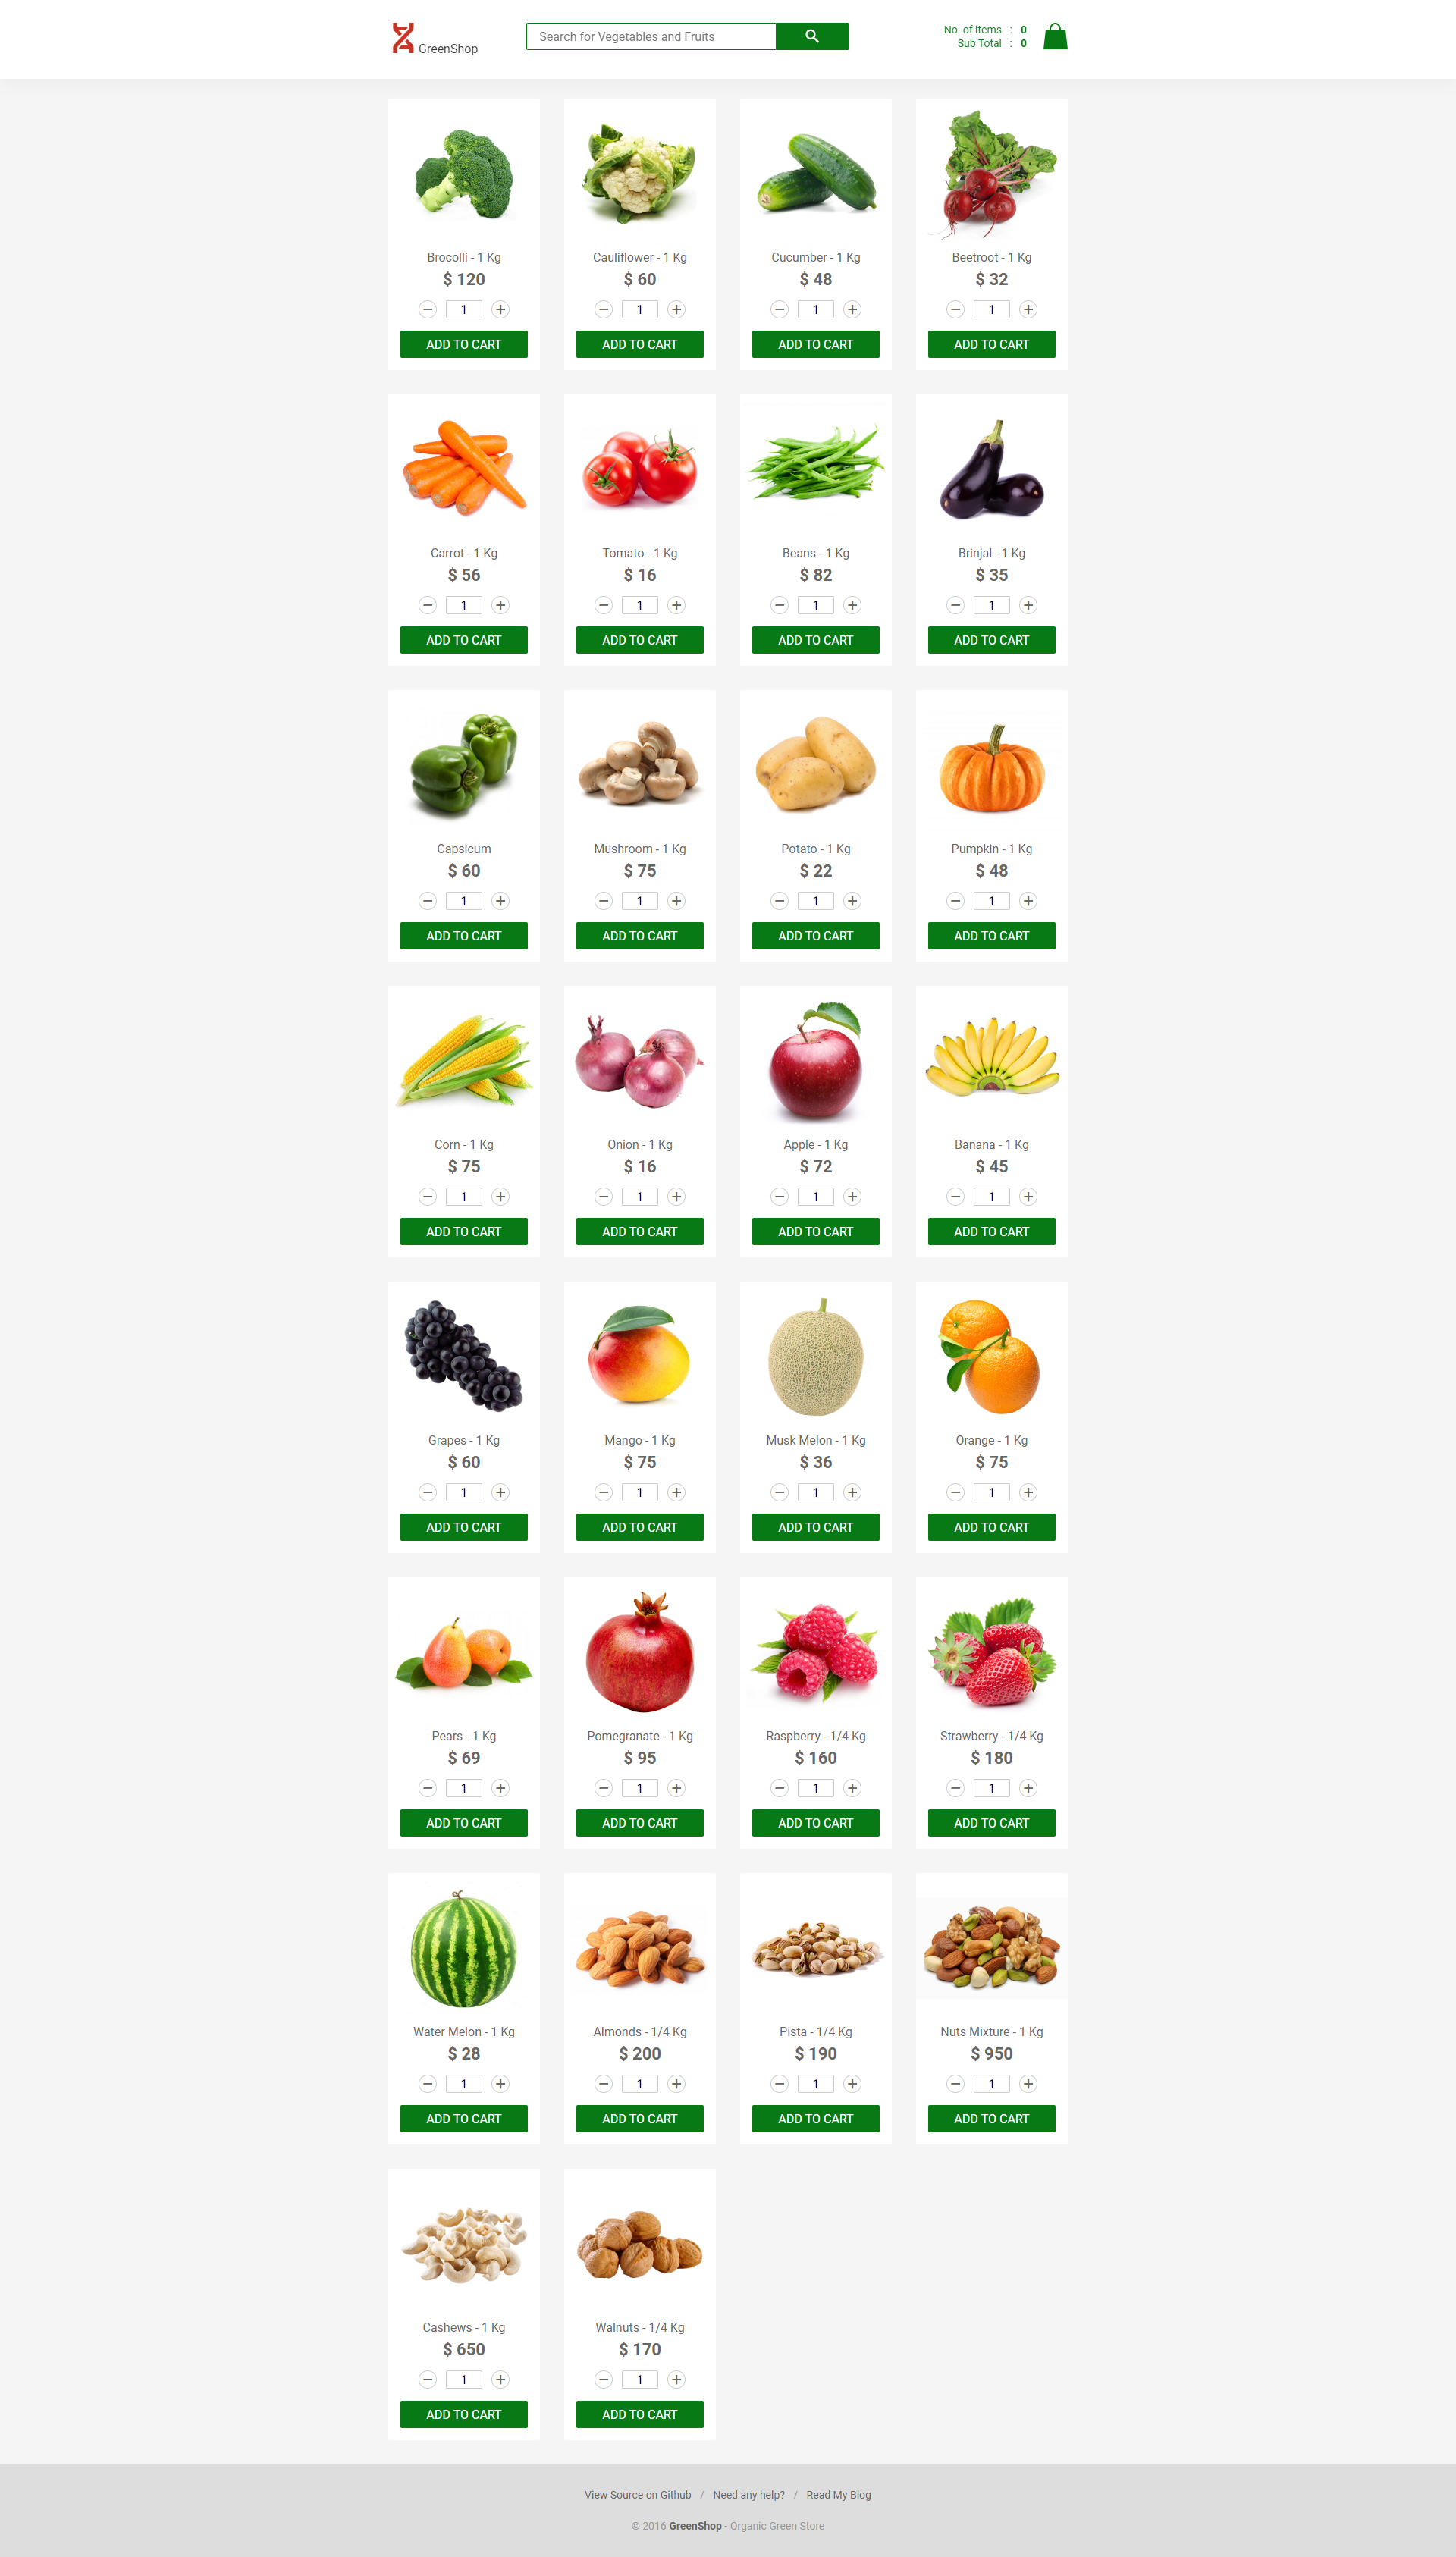 GreenShop
Search for Vegetables and Fruits
No. of items : 0
Sub Total : 0
Brocolli - 1 Kg
$ 120
1
ADD TO CART
Cauliflower - 1 Kg
$ 60
1
ADD TO CART
Cucumber - 1 Kg
$ 48
1
ADD TO CART
Beetroot - 1 Kg
$ 32
1
ADD TO CART
Carrot - 1 Kg
$ 56
1
ADD TO CART
Tomato - 1 Kg
$ 16
1
ADD TO CART
Beans - 1 Kg
$ 82
1
ADD TO CART
Brinjal - 1 Kg
$ 35
1
ADD TO CART
Capsicum
$ 60
1
ADD TO CART
Mushroom - 1 Kg
$ 75
1
ADD TO CART
Potato - 1 Kg
$ 22
1
ADD TO CART
Pumpkin - 1 Kg
$ 48
1
ADD TO CART
Corn - 1 Kg
$ 75
1
ADD TO CART
Onion - 1 Kg
$ 16
1
ADD TO CART
Apple - 1 Kg
$ 72
1
ADD TO CART
Banana - 1 Kg
$ 45
1
ADD TO CART
Grapes - 1 Kg
$ 60
1
ADD TO CART
Mango - 1 Kg
$ 75
1
ADD TO CART
Musk Melon - 1 Kg
$ 36
1
ADD TO CART
Orange - 1 Kg
$ 75
1
ADD TO CART
Pears - 1 Kg
$ 69
1
ADD TO CART
Pomegranate - 1 Kg
$ 95
1
ADD TO CART
Raspberry - 1/4 Kg
$ 160
1
ADD TO CART
Strawberry - 1/4 Kg
$ 180
1
ADD TO CART
Water Melon - 1 Kg
$ 28
1
ADD TO CART
Almonds - 1/4 Kg
$ 200
1
ADD TO CART
Pista - 1/4 Kg
$ 190
1
ADD TO CART
Nuts Mixture - 1 Kg
$ 950
1
ADD TO CART
Cashews - 1 Kg
$ 650
1
ADD TO CART
Walnuts - 1/4 Kg
$ 170
1
ADD TO CART
View Source on Github / Need any help? / Read My Blog
© 2016 GreenShop - Organic Green Store